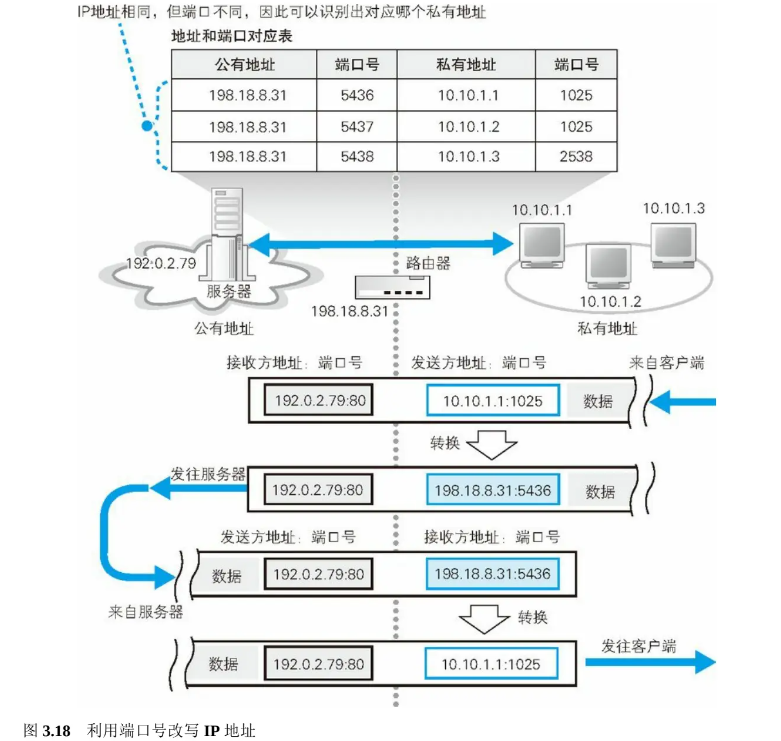 IP地址相同，但端口不同，因此可以识别出对应哪个私有地址
地址和端口对应表
公有地址 端口号 私有地址 端口号
198.18.8.31 5436 10.10.1.1 1025
198.18.8.31 5437 10.10.1.2 1025
198.18.8.31 5438 10.10.1.3 2538
10.10.1.1
10.10.1.3
192.0.2.79
服务器
路由器
10.10.1.2
198.18.8.31
公有地址
私有地址
接收方地址：端口号 发送方地址：端口号 来自客户端
192.0.2.79:80 10.10.1.1:1025 数据
转换
发往服务器
192.0.2.79:80 198.18.8.31:5436 数据
发送方地址：端口号 接收方地址：端口号
数据 192.0.2.79:80 198.18.8.31:5436
来自服务器
转换
发往客户端
数据 192.0.2.79:80 10.10.1.1:1025
图 3.18 利用端口号改写 IP 地址